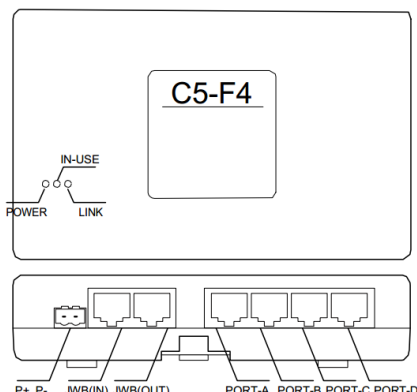 C5-F4
IN-USE
POWER
LINK
P+ P- IWB(IN) IWB(OUT) PORT-A PORT-B PORT-C PORT-D